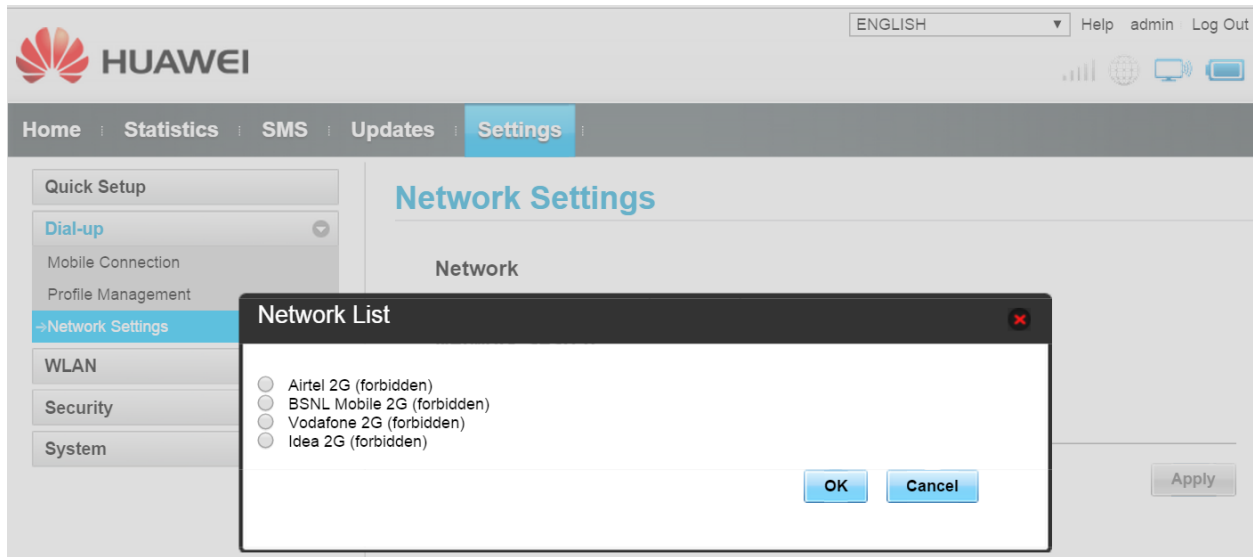 ENGLISH Help admin Log Out
HUAWEI
Home Statistics SMS Updates Settings
Quick Setup
Dial-up
Mobile Connection
Profile Management
Network Settings
WLAN
Security
System
Network Settings
Network
Network List
Airtel 2G (forbidden)
BSNL Mobile 2G (forbidden)
Vodafone 2G (forbidden)
Idea 2G (forbidden)
OK Cancel
Apply